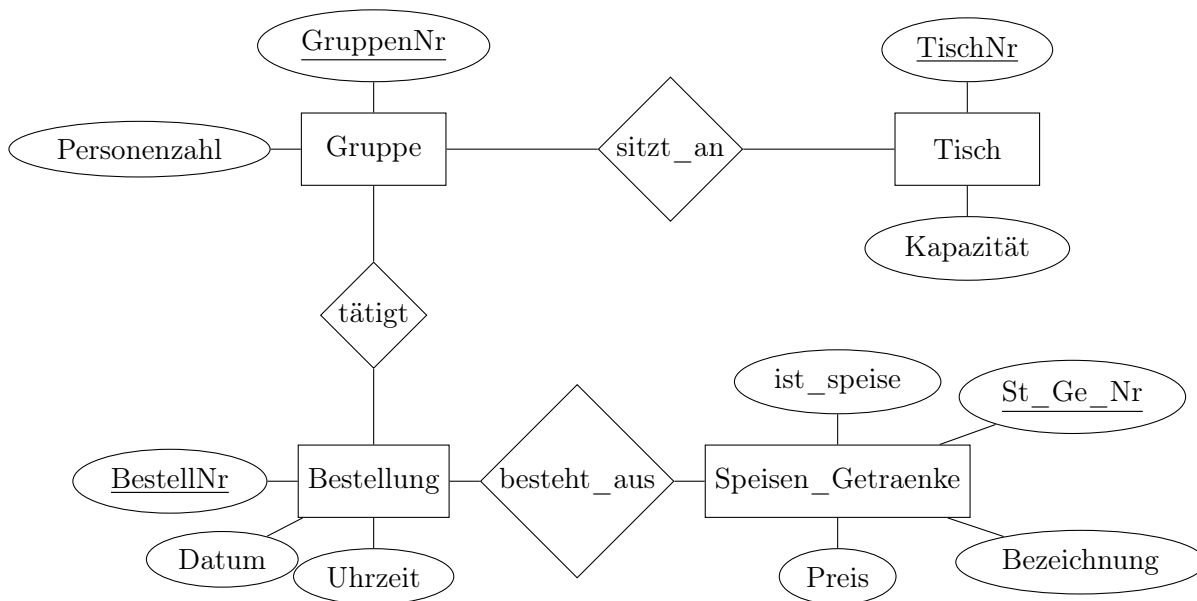 GruppenNr
TischNr
Personenzahl
Gruppe
sitzt_an
Tisch
Kapazität
tätigt
ist_speise
St_Ge_Nr
BestellNr
Bestellung
besteht_aus
Speisen_Getraenke
Datum
Uhrzeit
Preis
Bezeichnung